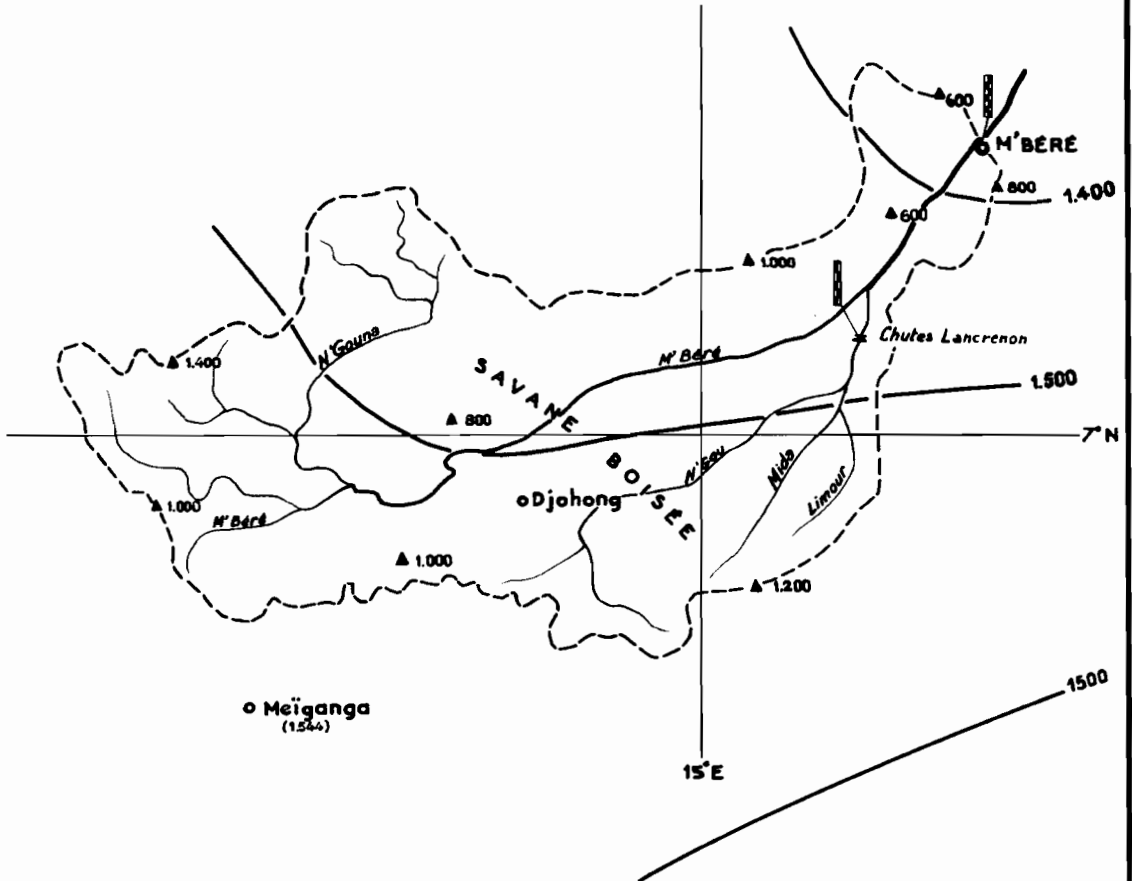 600
M'BÉRÉ
800
1.400
600
1.000
Chutes Lancrenon
N'Gouna
1.400
M'Béré
SAVANE
1.500
800
7°N
N'Gou
BOISÉE
Mida
Limour
Djohong
1.000
M'Béré
1.000
1.200
Meïganga
(1.544)
1500
15°E